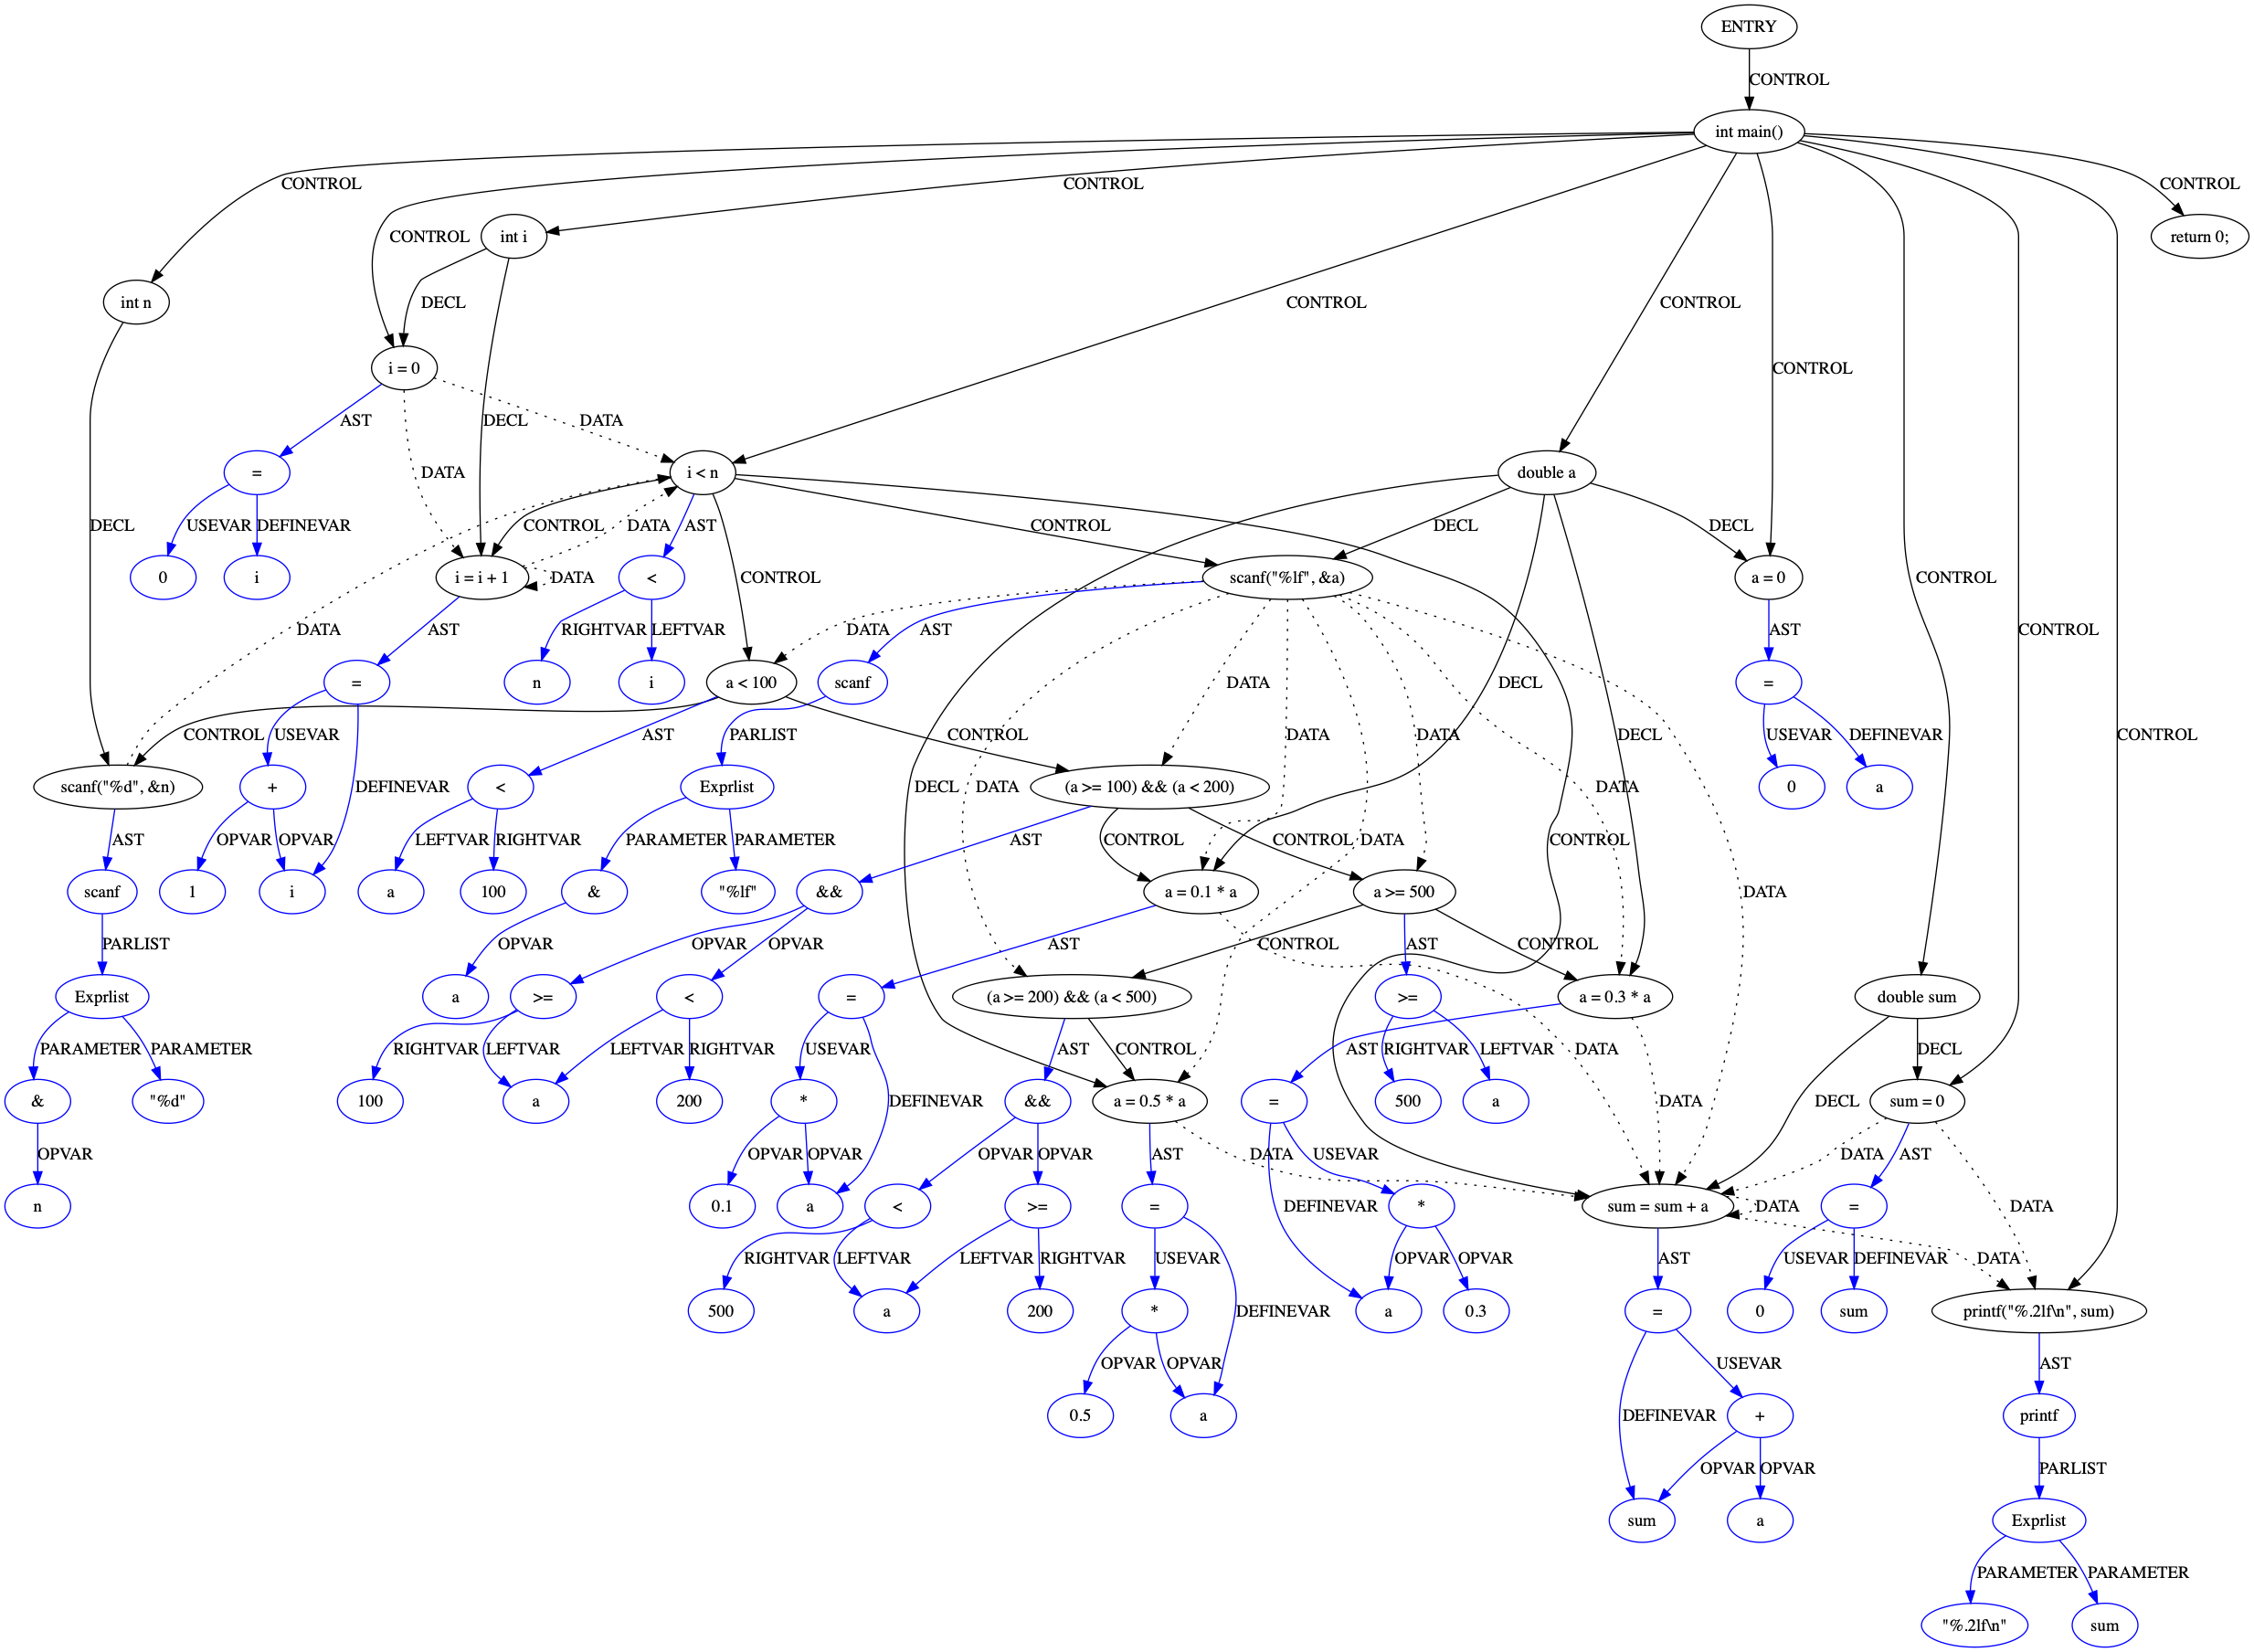 ENTRY
CONTROL
int main()
CONTROL
CONTROL
CONTROL
CONTROL
int i
return 0;
int n
DECL
CONTROL
CONTROL
i = 0
CONTROL
AST
DATA
DECL
DATA
=
i < n
double a
DECL
USEVAR
DEFINEVAR
CONTROL
DATA
AST
CONTROL
DECL
DECL
0
i
i = i + 1
DATA
<
CONTROL
scanf("%lf", &a)
a = 0
CONTROL
DATA
AST
RIGHTVAR
LEFTVAR
DATA
AST
AST
CONTROL
=
n
i
a < 100
scanf
DATA
DECL
=
CONTROL
USEVAR
AST
CONTROL
PARLIST
DATA
DATA
DECL
USEVAR
DEFINEVAR
CONTROL
scanf("%d", &n)
+
DEFINEVAR
<
Exprlist
DECL
DATA
(a >= 100) && (a < 200)
DATA
0
a
AST
OPVAR
OPVAR
LEFTVAR
RIGHTVAR
PARAMETER
PARAMETER
AST
CONTROL
CONTROL
DATA
CONTROL
scanf
1
i
a
100
&
"%lf"
&&
a = 0.1 * a
a >= 500
DATA
PARLIST
OPVAR
OPVAR
OPVAR
AST
CONTROL
AST
CONTROL
Exprlist
a
>=
<
=
(a >= 200) && (a < 500)
>=
a = 0.3 * a
double sum
PARAMETER
PARAMETER
RIGHTVAR
LEFTVAR
LEFTVAR
RIGHTVAR
USEVAR
AST
CONTROL
AST
RIGHTVAR
LEFTVAR
DATA
DECL
&
"%d"
100
a
200
*
DEFINEVAR
&&
a = 0.5 * a
=
500
a
DATA
DECL
sum = 0
OPVAR
OPVAR
OPVAR
OPVAR
OPVAR
AST
DATA
USEVAR
DATA
AST
n
0.1
a
<
>=
=
DEFINEVAR
*
sum = sum + a
DATA
=
DATA
RIGHTVAR
LEFTVAR
LEFTVAR
RIGHTVAR
USEVAR
OPVAR
OPVAR
AST
USEVAR
DEFINEVAR
DATA
500
a
200
*
DEFINEVAR
a
0.3
=
0
sum
printf("%.2lf\n", sum)
OPVAR
OPVAR
USEVAR
AST
0.5
a
DEFINEVAR
+
printf
OPVAR
OPVAR
PARLIST
sum
a
Exprlist
PARAMETER
PARAMETER
"%.2lf\n"
sum